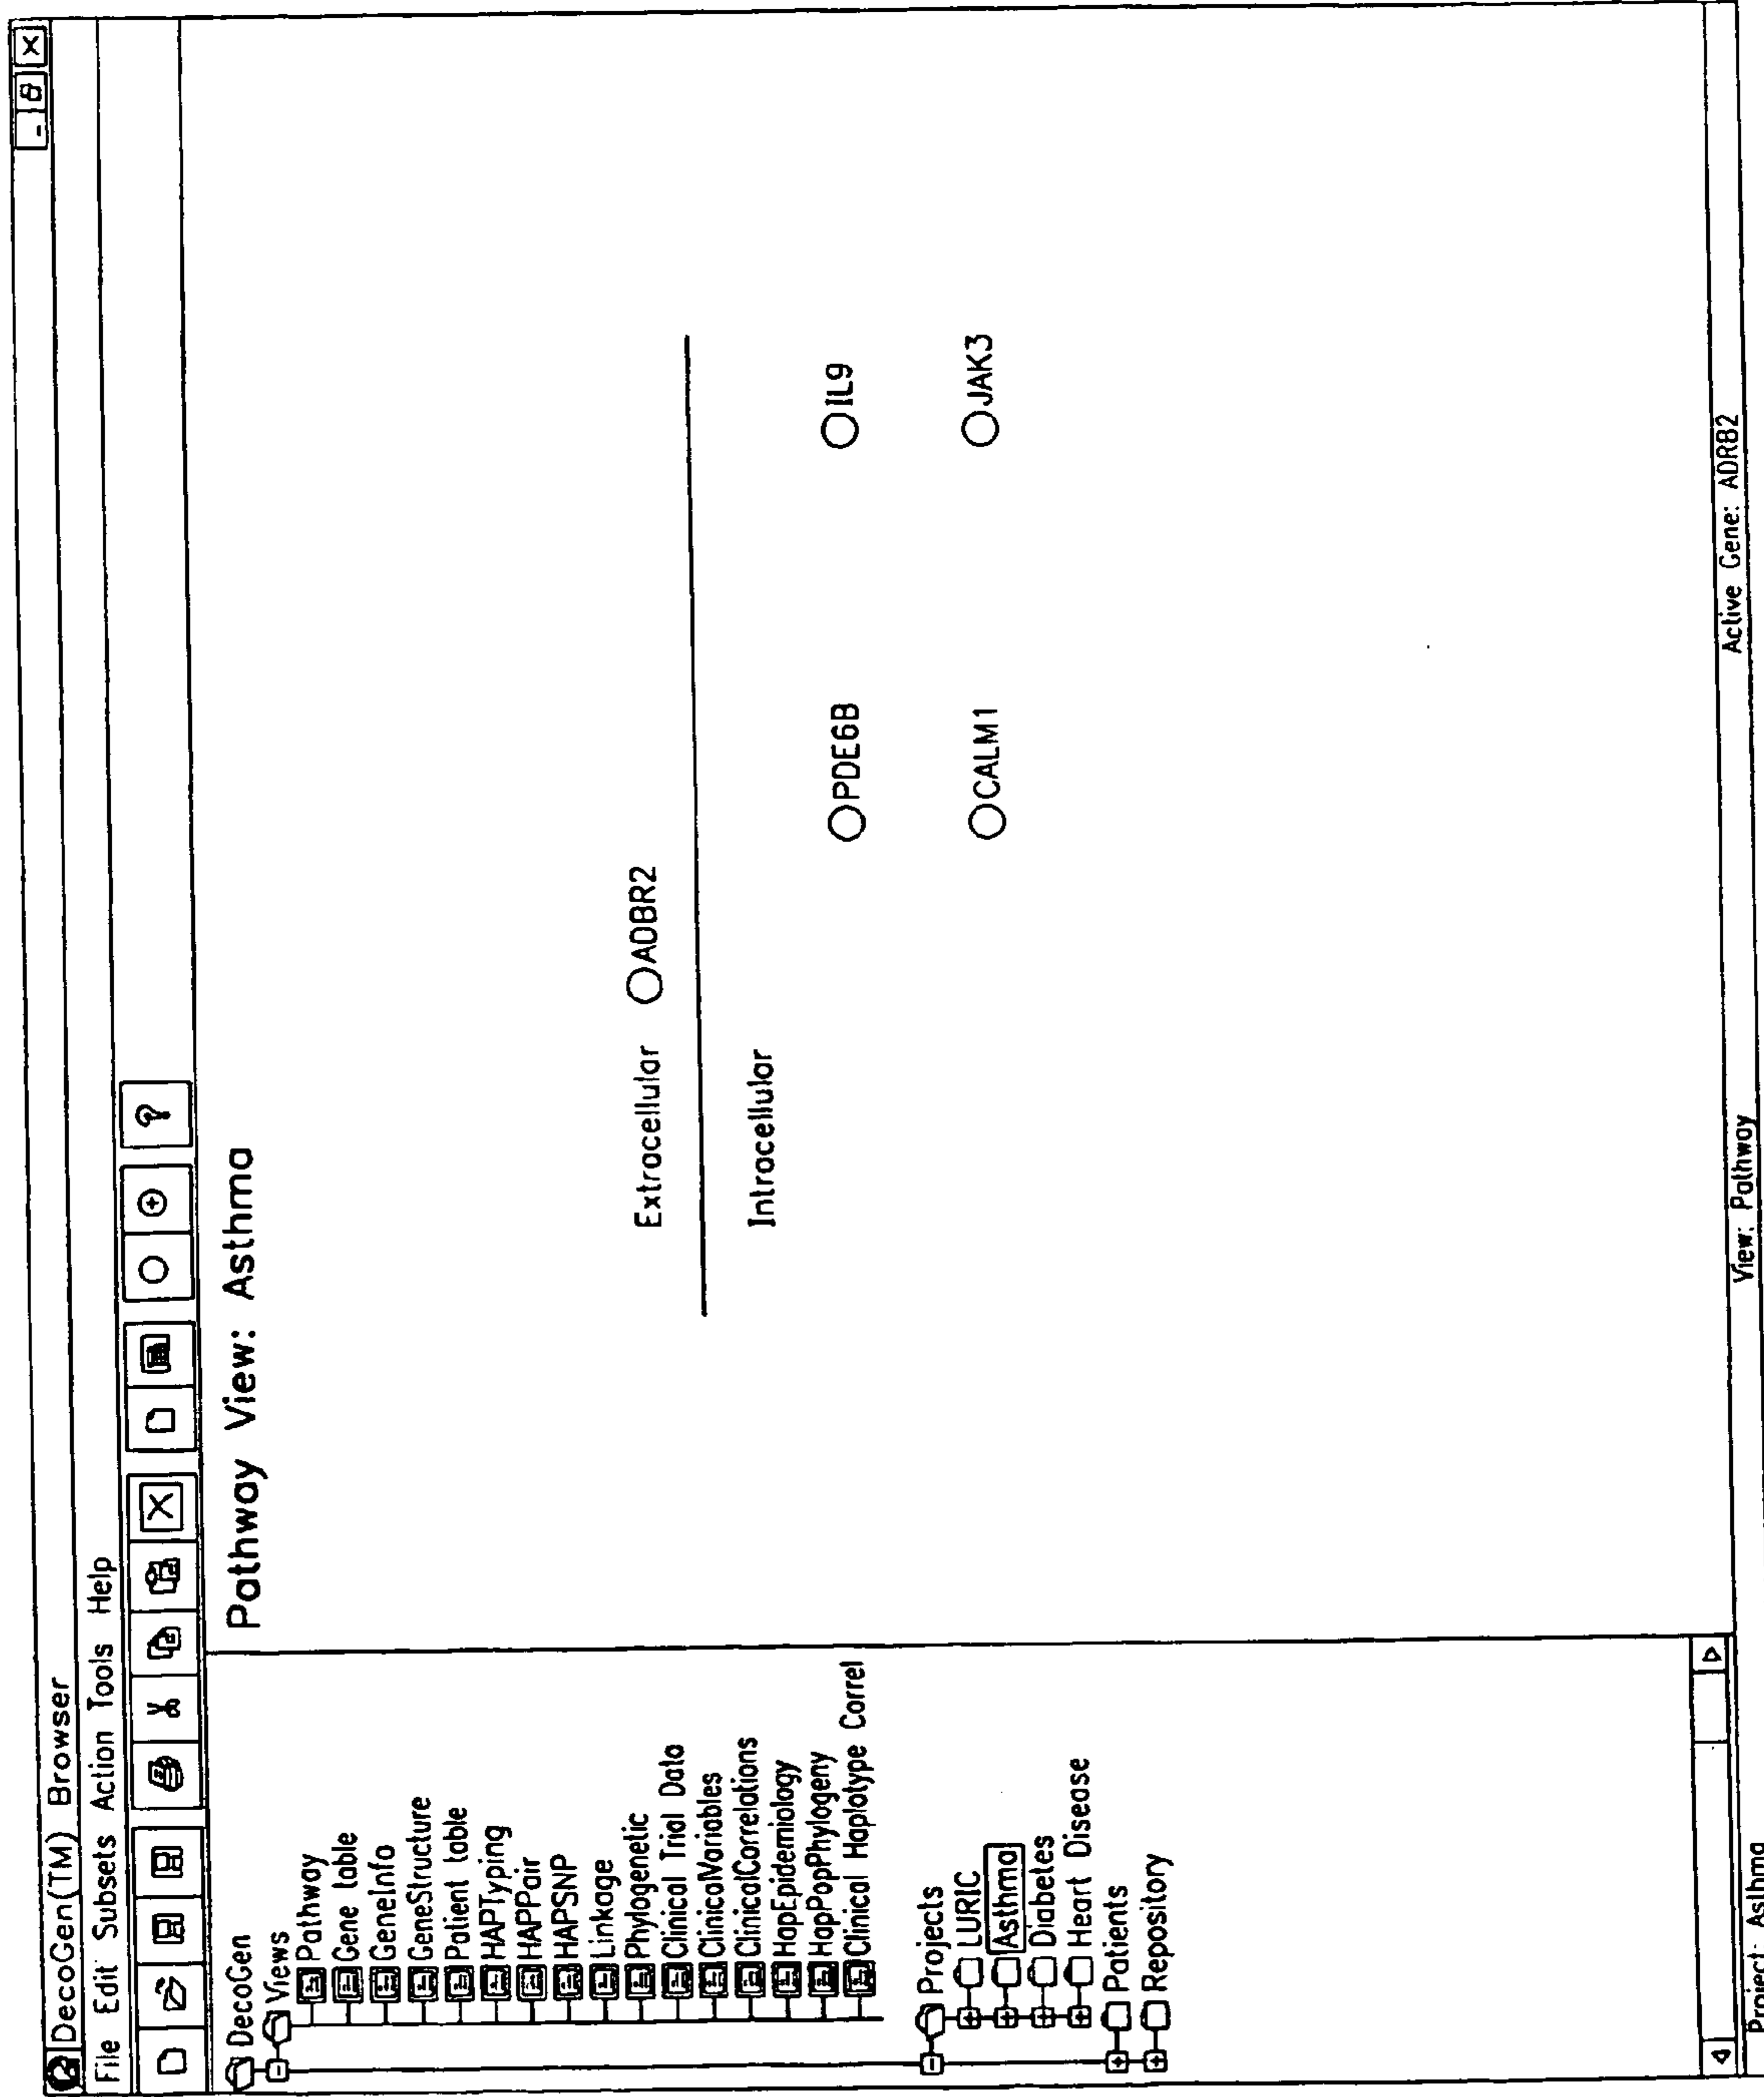 DecoGen(TM) Browser
File Edit Subsets Action Tools Help
?
DecoGen
Views
Pathway
Gene table
GeneInfo
GeneStructure
Patient table
HAPTyping
HAPPair
HAPSNP
Linkage
Phylogenetic
Clinical Trial Data
ClinicalVariables
ClinicalCorrelations
HapEpidemiology
HapPopPhylogeny
Clinical Haplotype Correl
Projects
LURIC
Asthma
Diabetes
Heart Disease
Patients
Repository
Pathway View: Asthma
Extracellular ADBR2
Intracellular
PDE6B IL9
CALM1 JAK3
Project: Asthma View: Pathway Active Gene: ADRB2